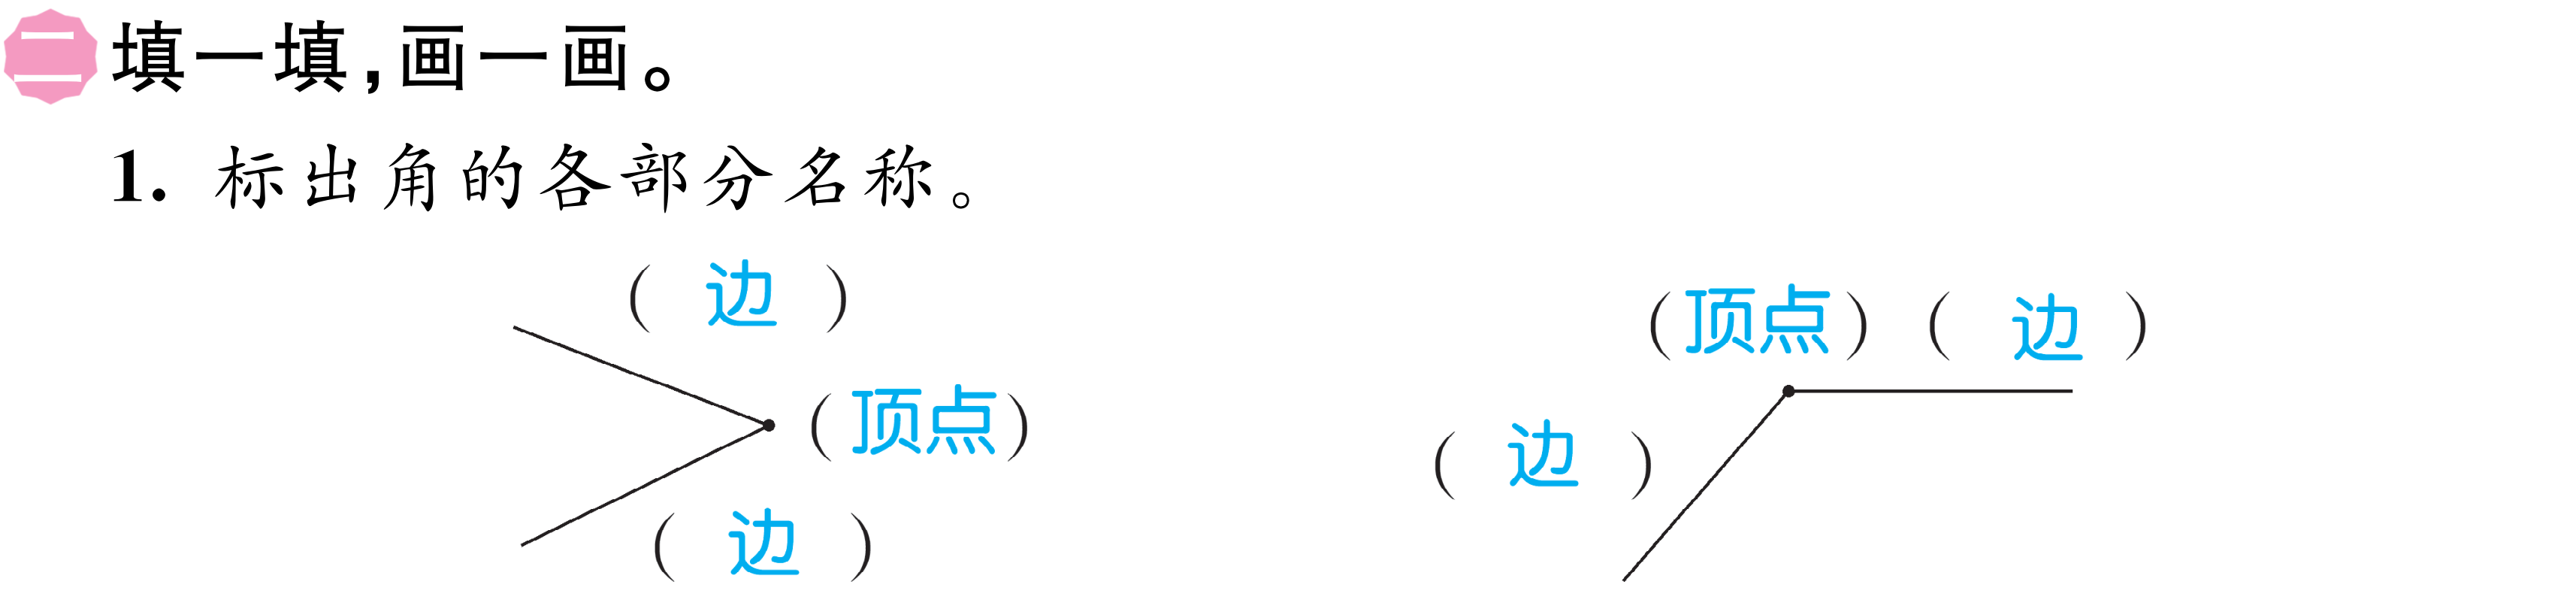 二 填一填,画一画。
1. 标出角的各部分名称。
( 边 )
(顶点) ( 边 )
(顶点)
( 边 )
( 边 )